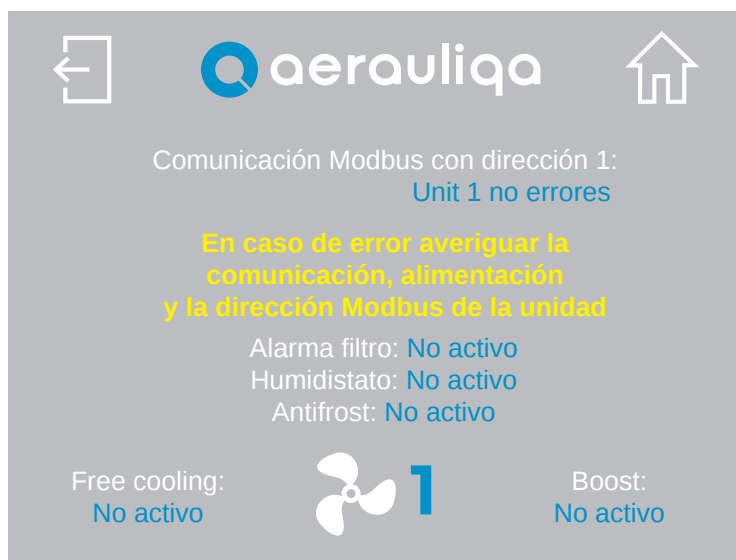 aerauliqa
Comunicación Modbus con dirección 1:
Unit 1 no errores
En caso de error averiguar la
comunicación, alimentación
y la dirección Modbus de la unidad
Alarma filtro: No activo
Humidistato: No activo
Antifrost: No activo
Free cooling:
No activo
1
Boost:
No activo